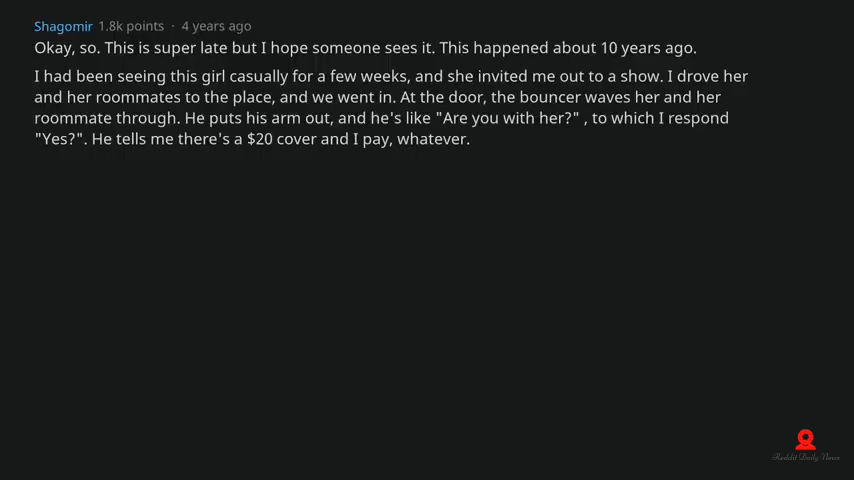 Shagomir 1.8k points · 4 years ago
Okay, so. This is super late but I hope someone sees it. This happened about 10 years ago.
I had been seeing this girl casually for a few weeks, and she invited me out to a show. I drove her
and her roommates to the place, and we went in. At the door, the bouncer waves her and her
roommate through. He puts his arm out, and he's like "Are you with her?" , to which I respond
"Yes?". He tells me there's a $20 cover and I pay, whatever.
Reddit Daily News